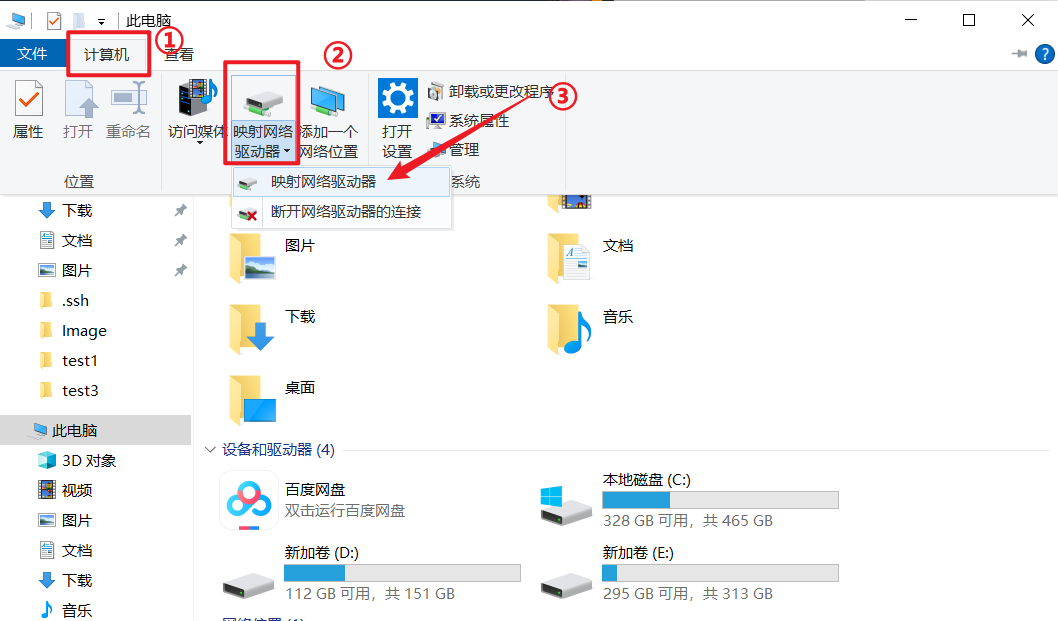 此电脑
文件
计算机
①
查看
②
属性
打开
重命名
访问媒体
映射网络
驱动器
添加一个
网络位置
打开
设置
卸载或更改程序
③
系统属性
管理
位置
系统
映射网络驱动器
断开网络驱动器的连接
下载
文档
图片
.ssh
Image
test1
test3
此电脑
3D 对象
视频
图片
文档
下载
音乐
图片
文档
下载
音乐
桌面
设备和驱动器 (4)
百度网盘
双击运行百度网盘
本地磁盘 (C:)
328 GB 可用，共 465 GB
新加卷 (D:)
112 GB 可用，共 151 GB
新加卷 (E:)
295 GB 可用，共 313 GB
网络位置 (1)